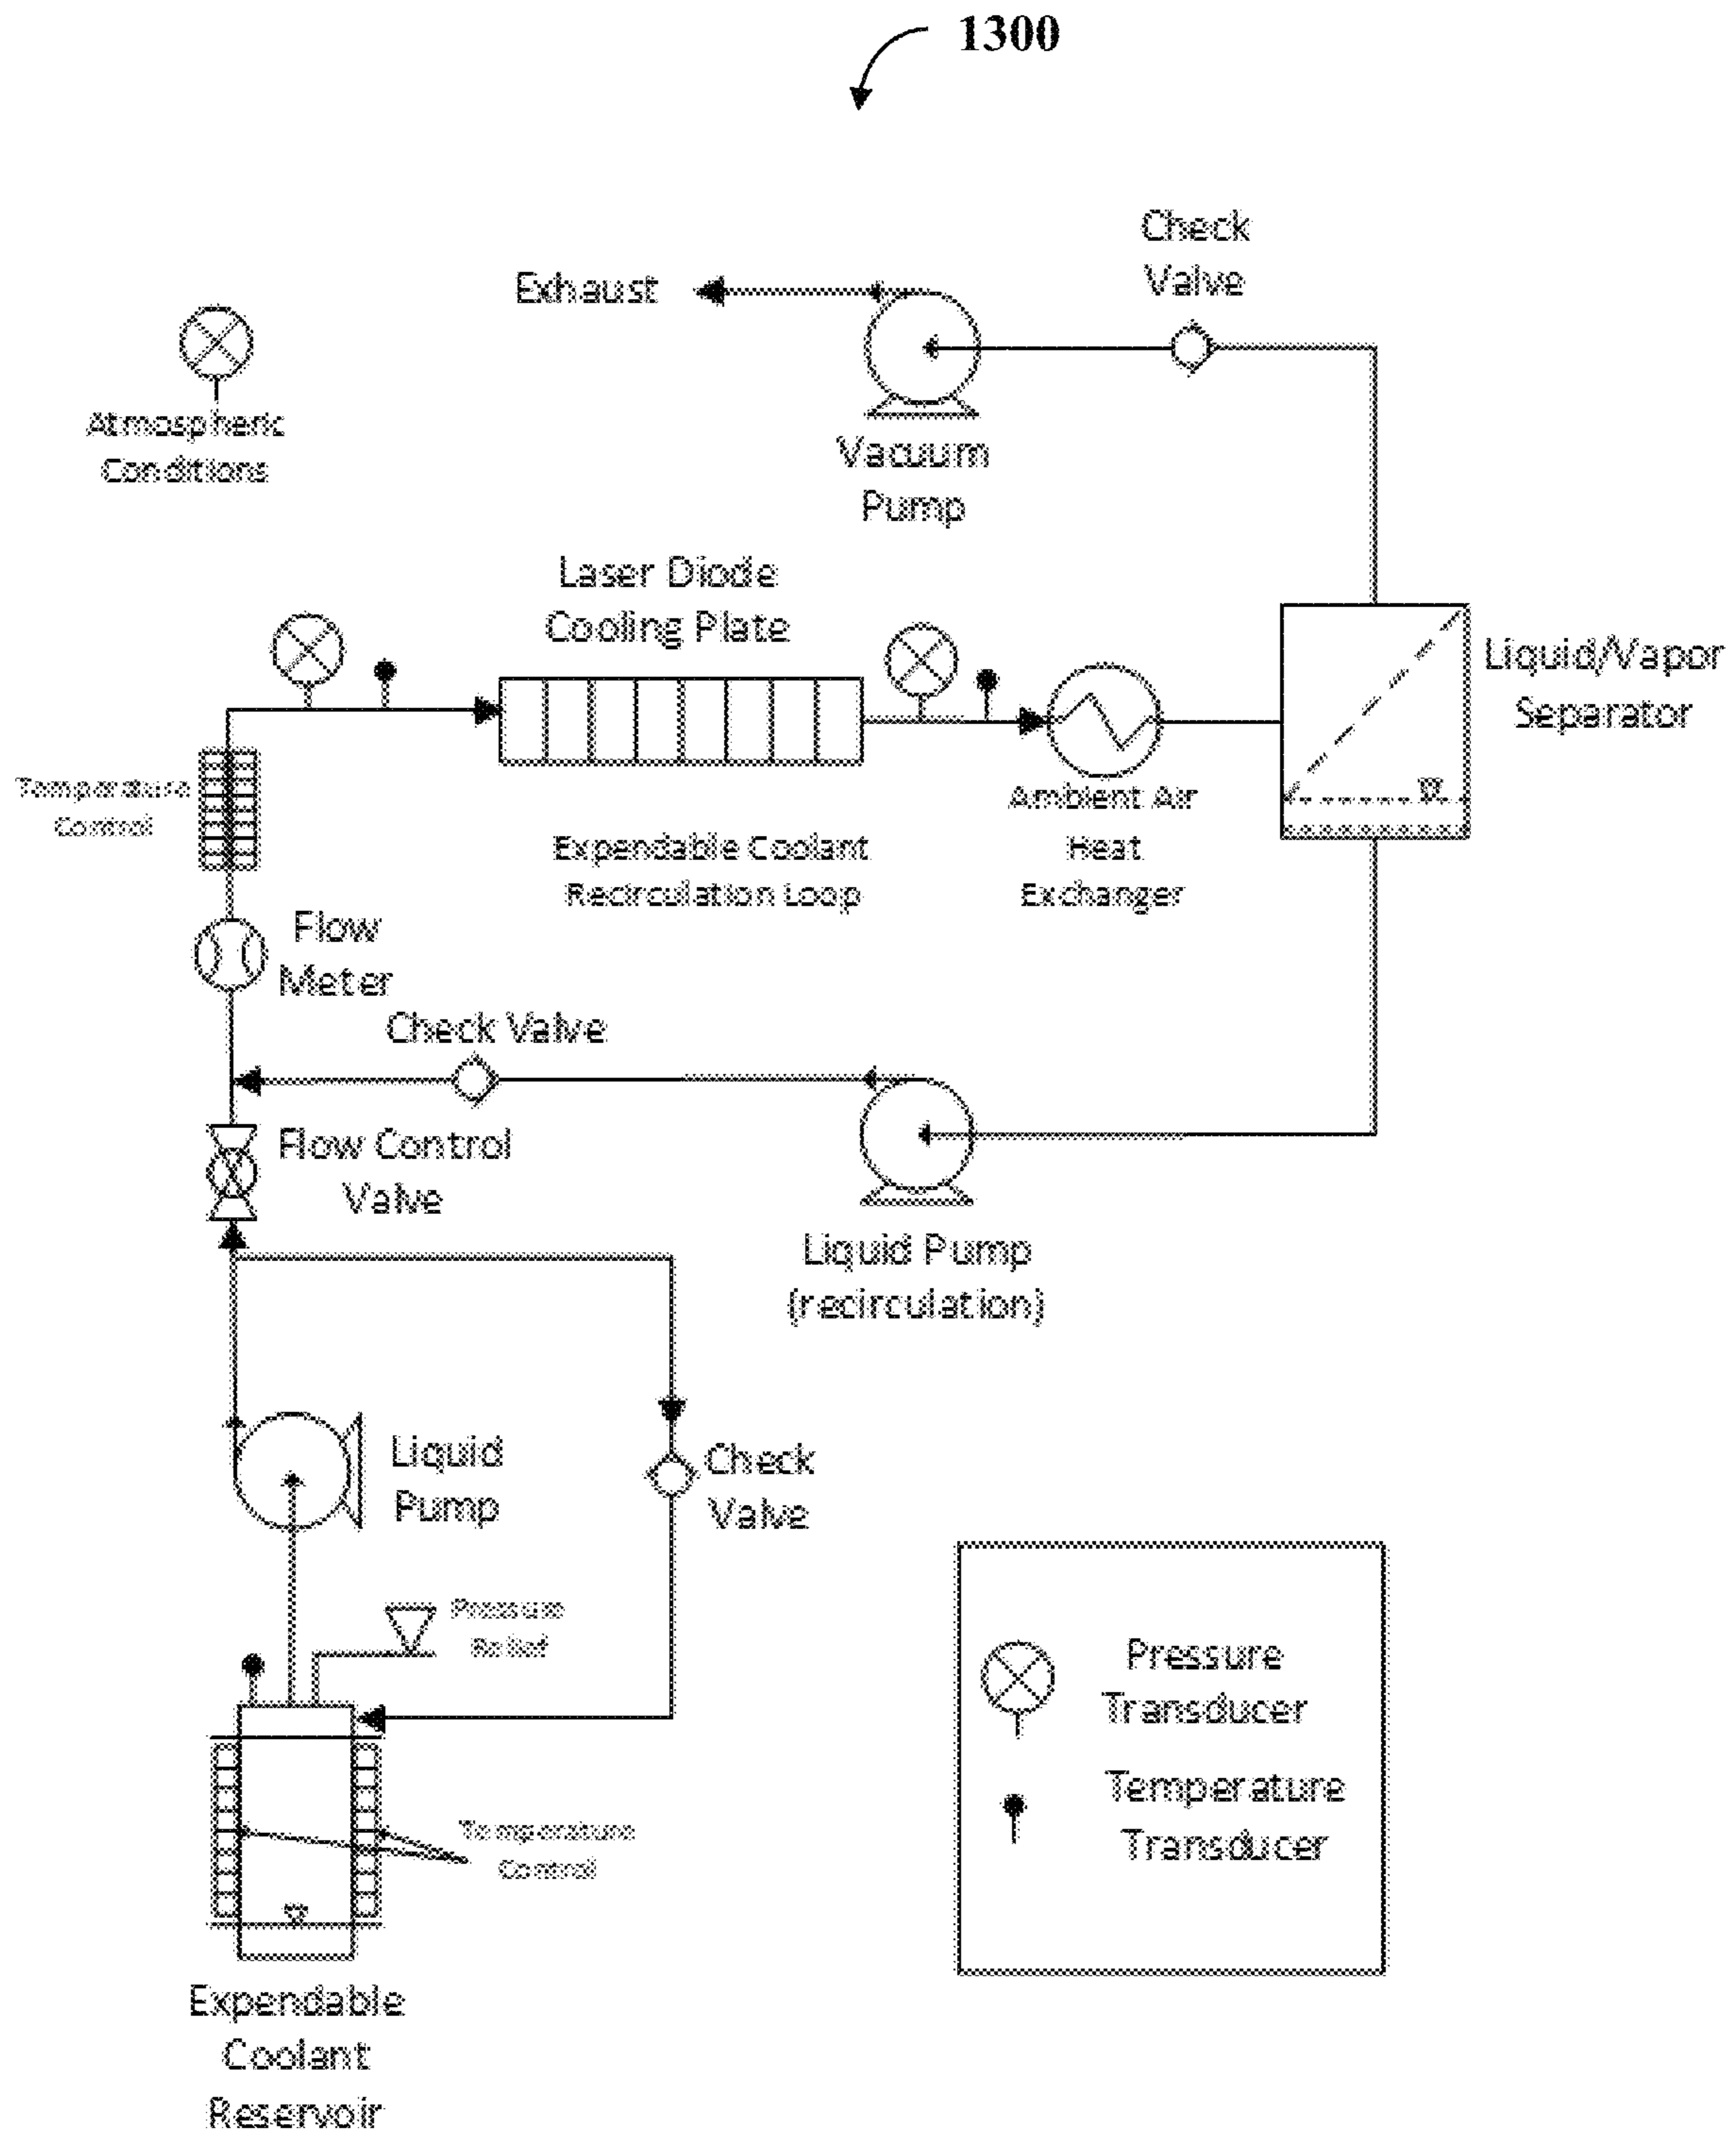 1300
Check
Valve
Exhaust
Atmospheric
Conditions
Vacuum
Pump
Laser Diode
Cooling Plate
Liquid/Vapor
Separator
Temperature
Control
Ambient Air
Heat
Exchanger
Expendable Coolant
Recirculation Loop
Flow
Meter
Check Valve
Flow Control
Valve
Liquid Pump
(recirculation)
Liquid
Pump
Check
Valve
Pressure
Relief
Pressure
Transducer
Temperature
Transducer
Temperature
Control
Expendable
Coolant
Reservoir